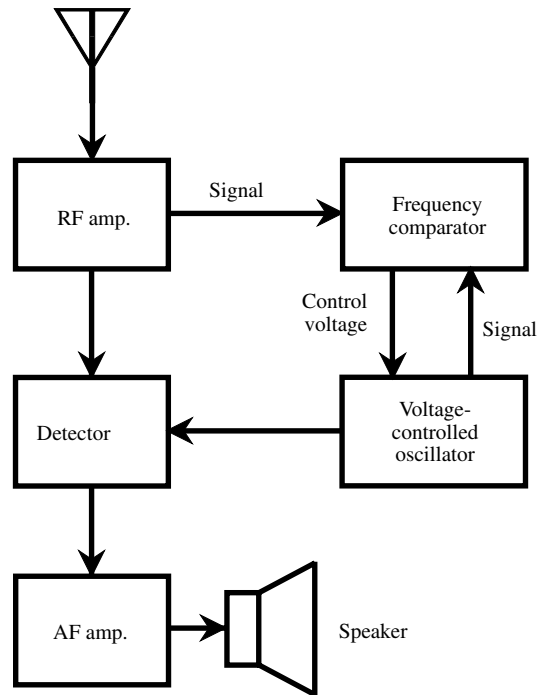 RF amp.
Signal
Frequency
comparator
Control
voltage
Signal
Detector
Voltage-
controlled
oscillator
AF amp.
Speaker